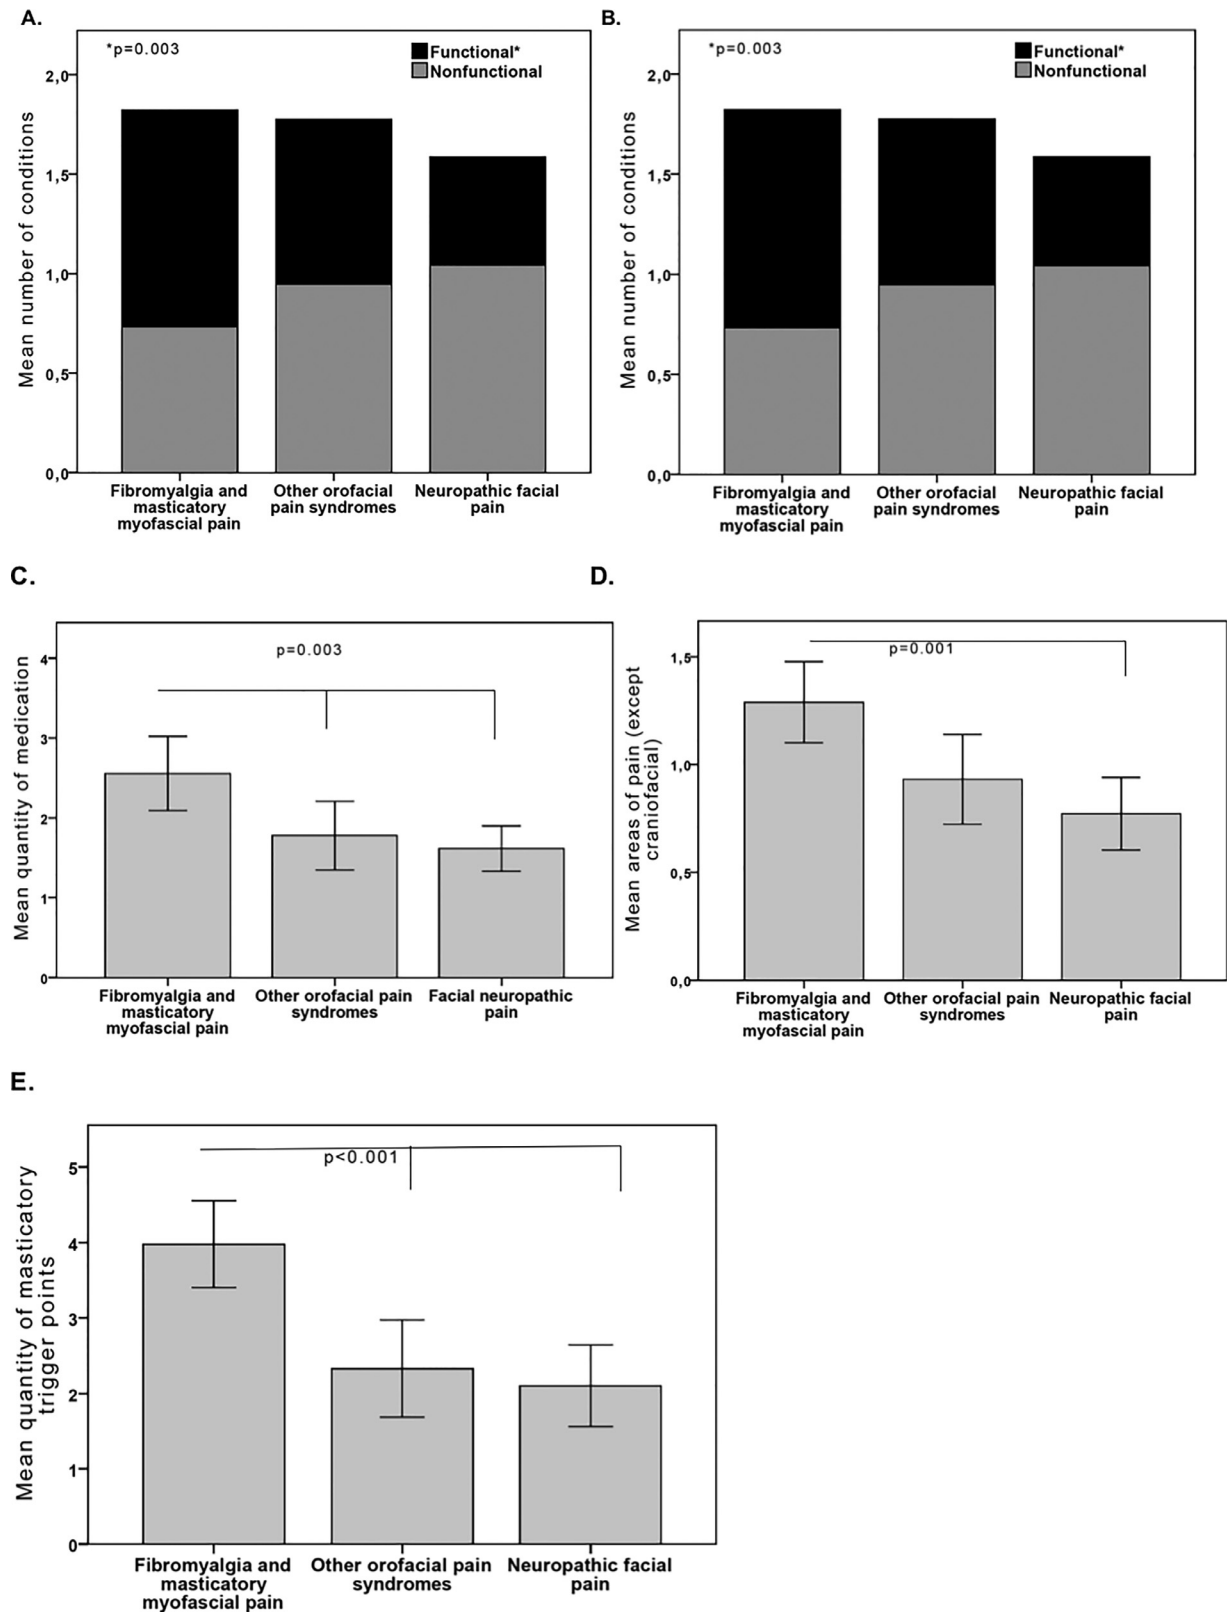 A.
*p=0.003
Functional*
Nonfunctional
Mean number of conditions
2,0
1,5
1,0
0,5
0,0
Fibromyalgia and
masticatory
myofascial pain
Other orofacial
pain syndromes
Neuropathic facial
pain
B.
*p=0.003
Functional*
Nonfunctional
Mean number of conditions
2,0
1,5
1,0
0,5
0,0
Fibromyalgia and
masticatory
myofascial pain
Other orofacial
pain syndromes
Neuropathic facial
pain
C.
p=0.003
Mean quantity of medication
4
3
2
1
0
Fibromyalgia and
masticatory
myofascial pain
Other orofacial pain
syndromes
Facial neuropathic
pain
D.
p=0.001
Mean areas of pain (except
craniofacial)
1,5
1,0
0,5
0,0
Fibromyalgia and
masticatory
myofascial pain
Other orofacial pain
syndromes
Neuropathic facial
pain
E.
p<0.001
Mean quantity of masticatory
trigger points
5
4
3
2
1
0
Fibromyalgia and
masticatory
myofascial pain
Other orofacial pain
syndromes
Neuropathic facial
pain